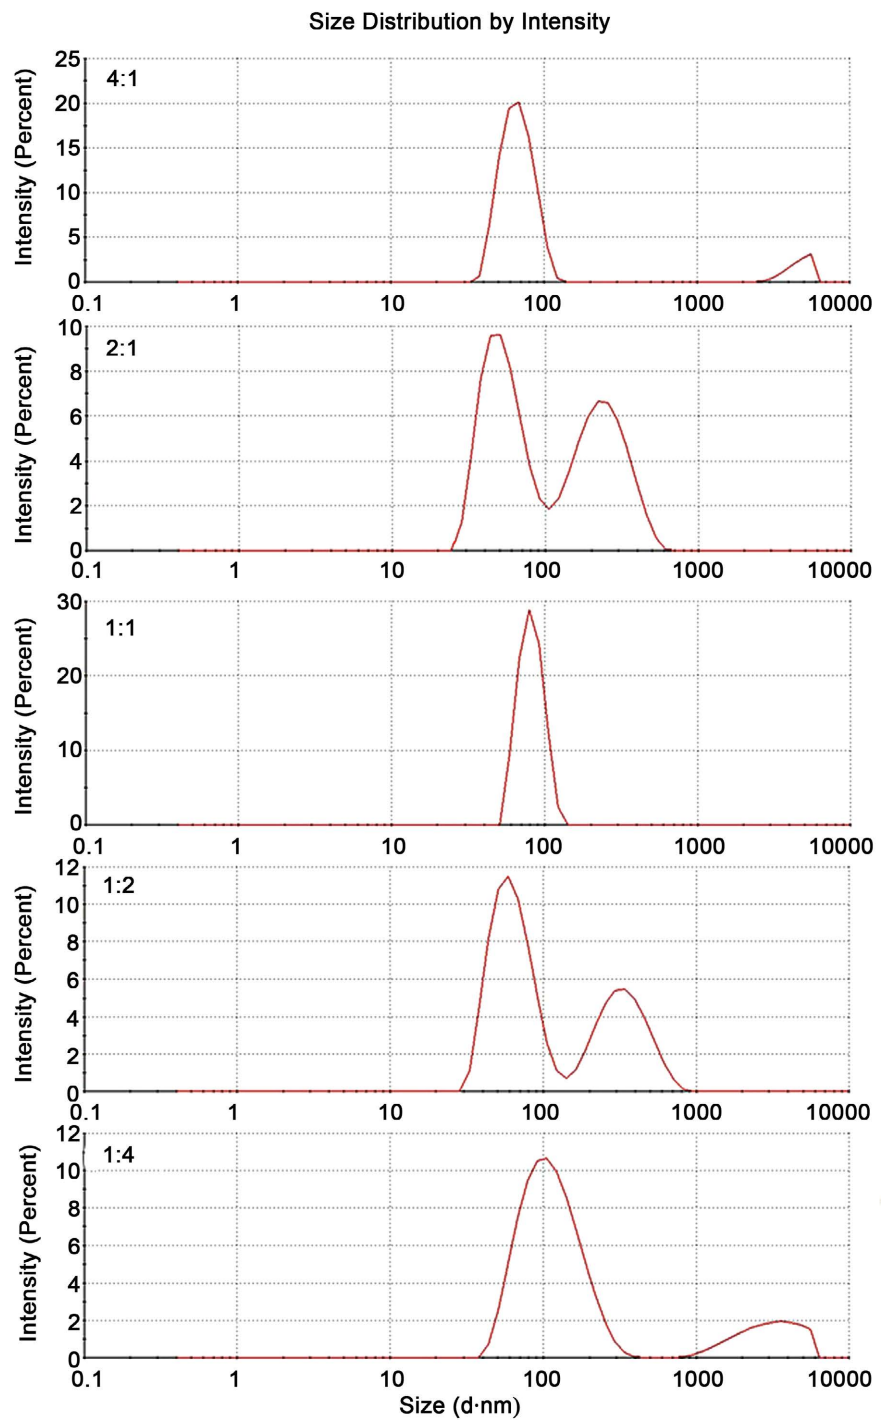 Size Distribution by Intensity
4:1
Intensity (Percent)
25
20
15
10
5
0
0.1 1 10 100 1000 10000
2:1
Intensity (Percent)
10
8
6
4
2
0
0.1 1 10 100 1000 10000
1:1
Intensity (Percent)
30
20
10
0
0.1 1 10 100 1000 10000
1:2
Intensity (Percent)
12
10
8
6
4
2
0
0.1 1 10 100 1000 10000
1:4
Intensity (Percent)
12
10
8
6
4
2
0
0.1 1 10 100 1000 10000
Size (d·nm)